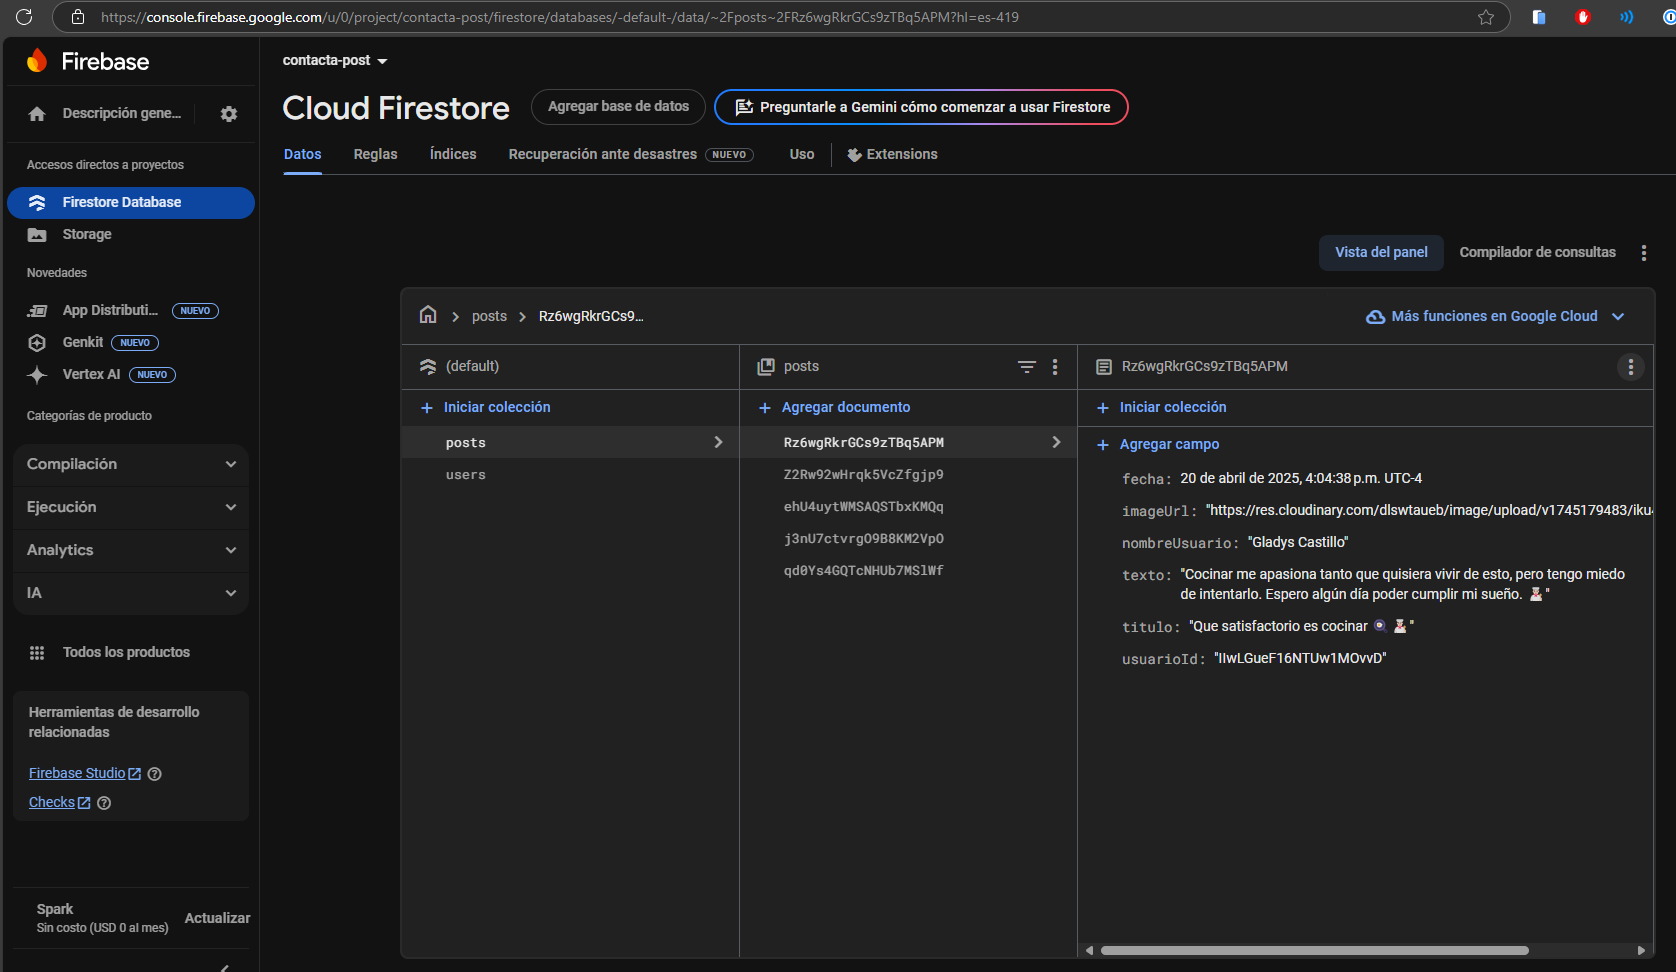 https://console.firebase.google.com/u/0/project/contacta-post/firestore/databases/-default-/data/~2Fposts~2FRz6wgRkrGCs9zTBq5APM?hl=es-419
Firebase
contacta-post
Descripción gene...
Cloud Firestore
Agregar base de datos
Preguntarle a Gemini cómo comenzar a usar Firestore
Datos
Reglas
Índices
Recuperación ante desastres NUEVO
Uso
Extensions
Accesos directos a proyectos
Firestore Database
Storage
Novedades
App Distributi... NUEVO
Genkit NUEVO
Vertex AI NUEVO
Categorías de producto
Compilación
Ejecución
Analytics
IA
Todos los productos
Herramientas de desarrollo
relacionadas
Firebase Studio
Checks
Spark
Sin costo (USD 0 al mes)
Actualizar
Vista del panel
Compilador de consultas
posts
Rz6wgRkrGCs9...
Más funciones en Google Cloud
(default)
Iniciar colección
posts
users
posts
Agregar documento
Rz6wgRkrGCs9zTBq5APM
Z2Rw92wHrqk5VcZfgjp9
ehU4uytWMSAQSTbxKMQq
j3nU7ctvrgO9B8KM2VpO
qd0Ys4GQTcNHUb7MSlWf
Rz6wgRkrGCs9zTBq5APM
Iniciar colección
Agregar campo
fecha: 20 de abril de 2025, 4:04:38 p.m. UTC-4
imageUrl: "https://res.cloudinary.com/dlswtaueb/image/upload/v1745179483/iku
nombreUsuario: "Gladys Castillo"
texto: "Cocinar me apasiona tanto que quisiera vivir de esto, pero tengo miedo
de intentarlo. Espero algún día poder cumplir mi sueño. 👩‍🍳"
titulo: "Que satisfactorio es cocinar 🍳👩‍🍳"
usuarioId: "IIwLGueF16NTUw1MOvvD"